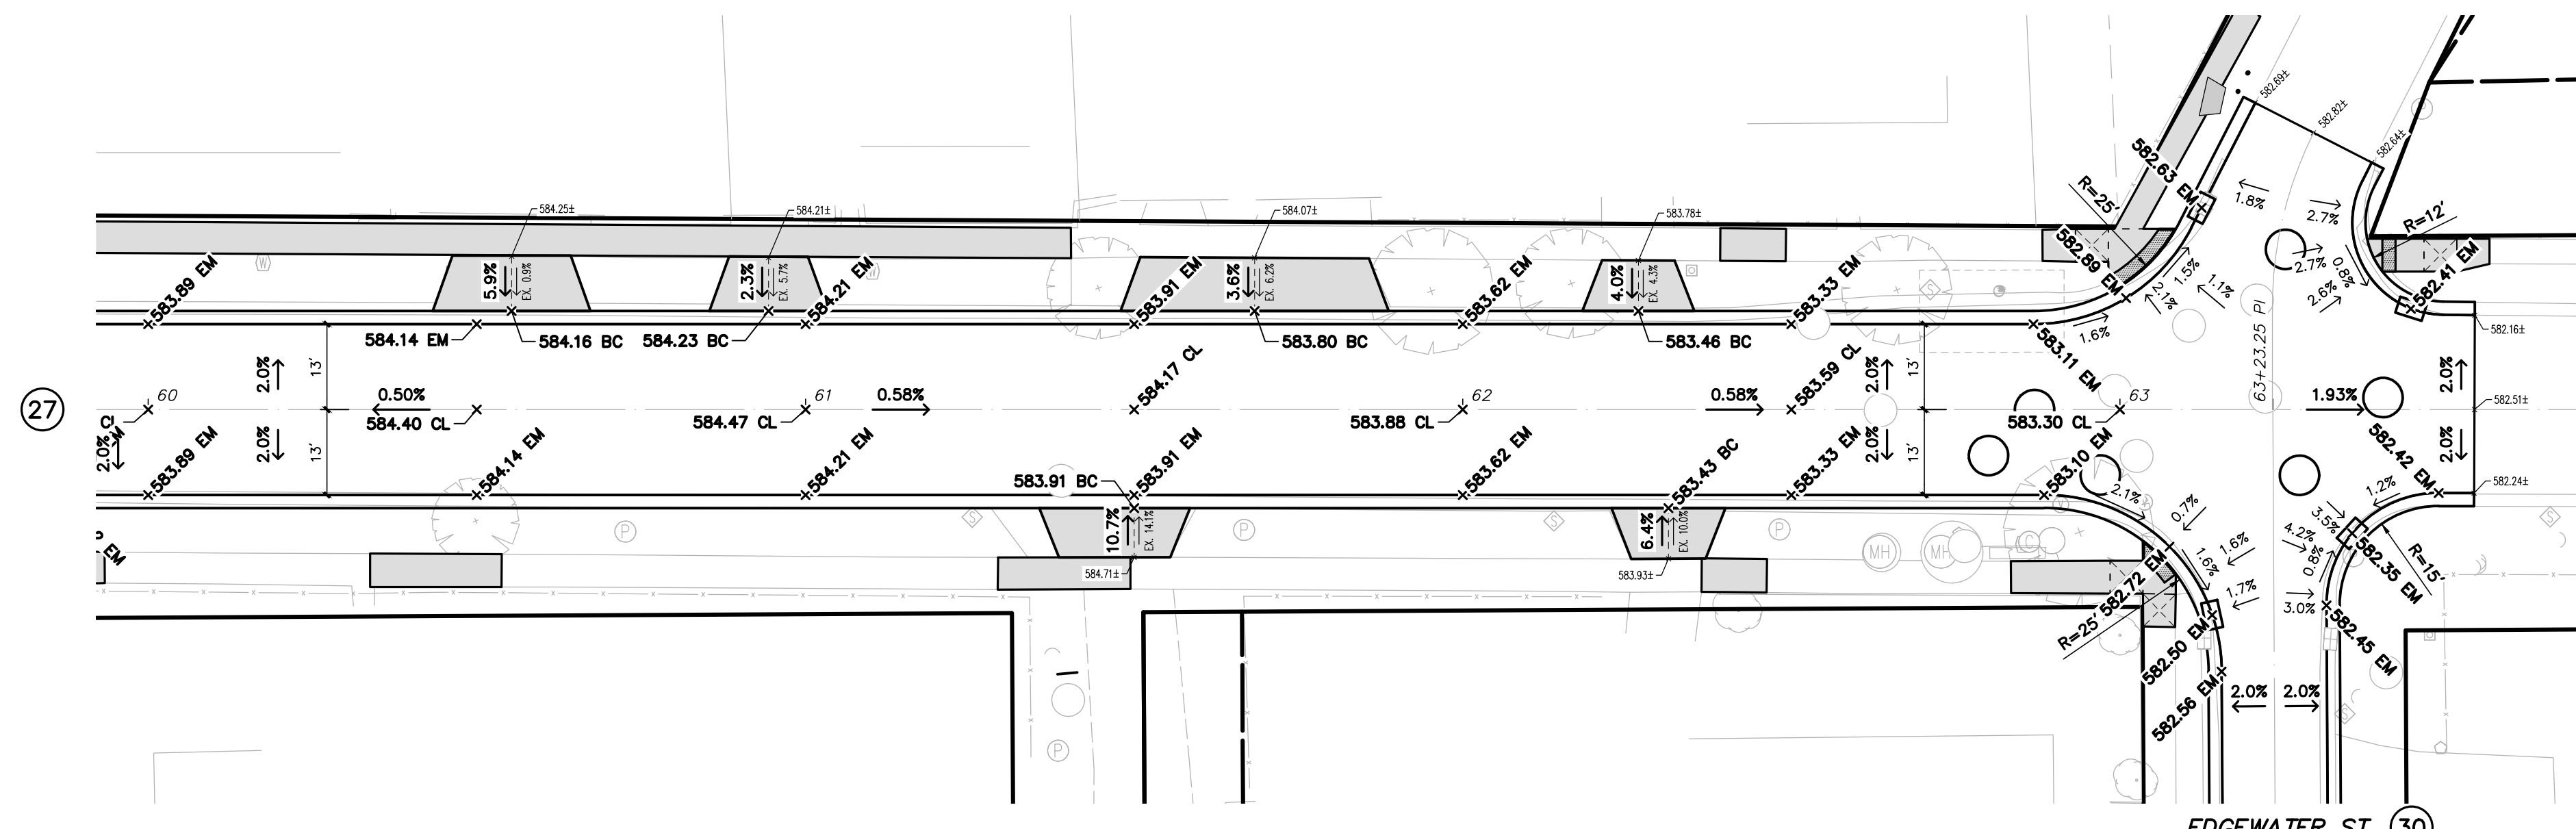 582.69±
582.82±
582.64±
582.63 EM
R=25'
1.8%
2.7%
R=12'
584.25±
584.21±
584.07±
583.78±
582.89 EM
2.7%
0.8%
582.41 EM
W
W
S
583.89 EM
5.9%
EX. 0.9%
2.3%
EX. 5.7%
584.21 EM
583.91 EM
3.6%
EX. 6.2%
583.62 EM
4.0%
EX. 4.3%
583.33 EM
2.1%
1.5%
1.1%
2.6%
63+23.25 PI
582.16±
584.14 EM
584.16 BC
584.23 BC
583.80 BC
583.46 BC
1.6%
583.11 EM
2.0%
13'
584.17 CL
583.59 CL
2.0%
13'
2.0%
27
CL
60
0.50%
584.40 CL
61
584.47 CL
0.58%
62
583.88 CL
0.58%
63
583.30 CL
1.93%
582.51±
2.0%
583.89 EM
2.0%
13'
584.14 EM
584.21 EM
583.91 BC
583.91 EM
583.62 EM
583.43 BC
583.33 EM
2.0%
13'
583.10 EM
582.42 EM
2.0%
582.24±
2.1%
0.7%
1.2%
P
S
P
S
P
S
10.7%
EX. 14.1%
6.4%
EX. 10.0%
MH
MH
C
V
3.5%
4.2%
0.8%
1.6%
1.6%
1.7%
3.0%
EM
584.71±
583.93±
582.72 EM
R=25'
582.35 EM
R=15'
582.50 EM
582.45 EM
582.56 EM
2.0%
2.0%
S
P
EDGEWATER ST
30